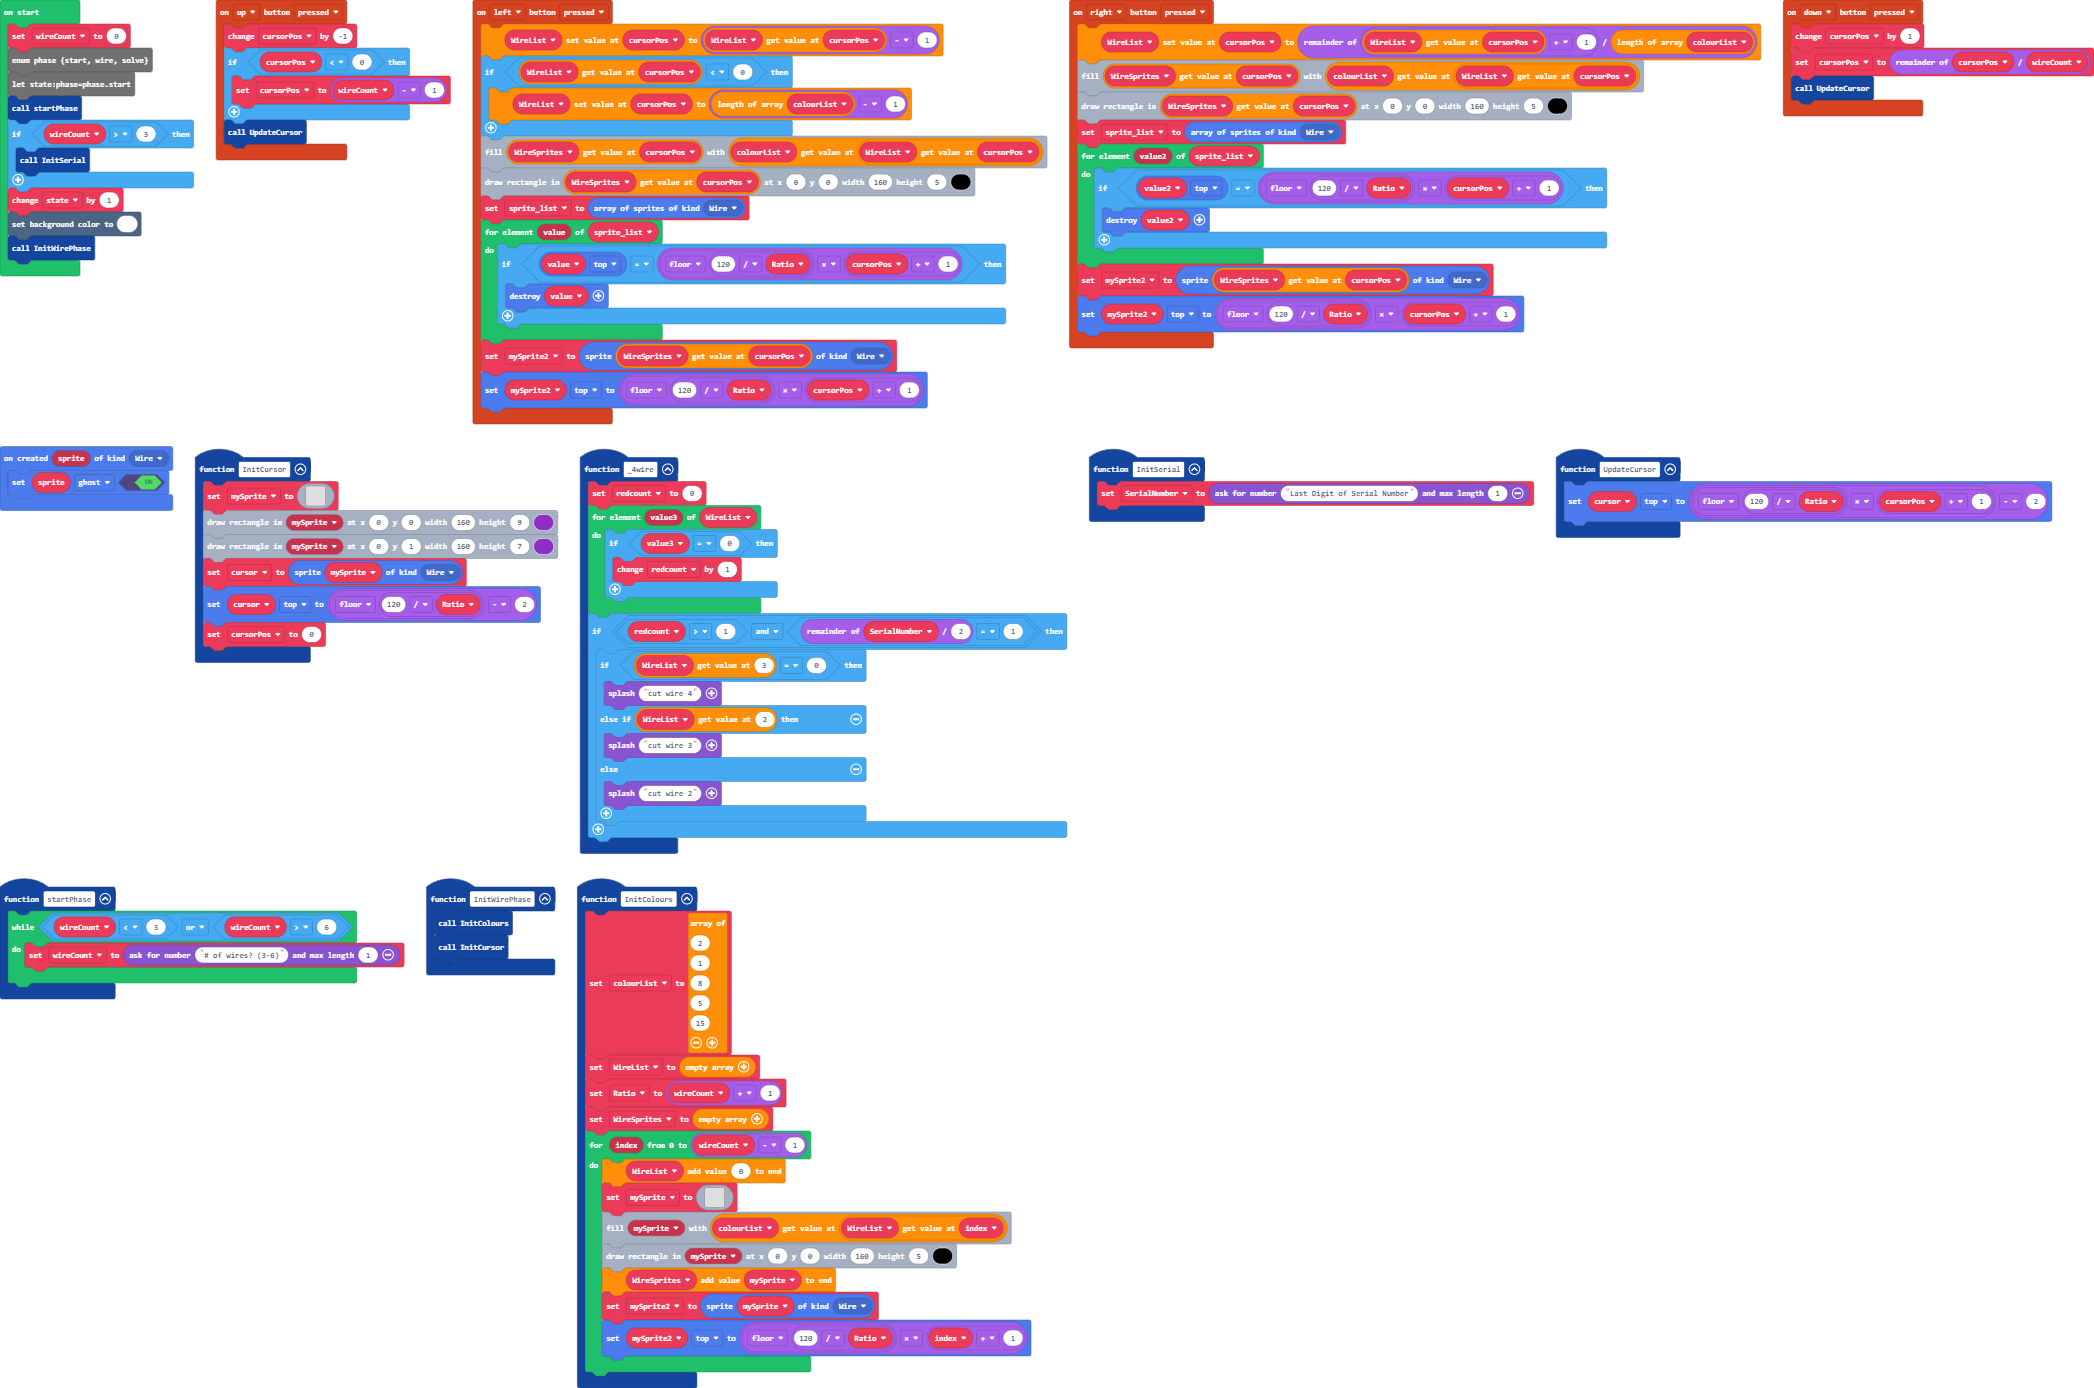 on start
set wireCount to 0
enum phase {start, wire, solve}
let state:phase=phase.start
call startPhase
if wireCount > 3 then
call InitSerial
change state by 1
set background color to
call InitWirePhase
on up button pressed
change cursorPos by -1
if cursorPos < 0 then
set cursorPos to wireCount - 1
call UpdateCursor
on left button pressed
WireList set value at cursorPos to WireList get value at cursorPos - 1
if WireList get value at cursorPos < 0 then
WireList set value at cursorPos to length of array colourList - 1
fill WireSprites get value at cursorPos with colourList get value at WireList get value at cursorPos
draw rectangle in WireSprites get value at cursorPos at x 0 y 0 width 160 height 5
set sprite_list to array of sprites of kind Wire
for element value of sprite_list
do
if value top = floor 120 / Ratio × cursorPos + 1 then
destroy value
set mySprite2 to sprite WireSprites get value at cursorPos of kind Wire
set mySprite2 top to floor 120 / Ratio × cursorPos + 1
on right button pressed
WireList set value at cursorPos to remainder of WireList get value at cursorPos + 1 / length of array colourList
fill WireSprites get value at cursorPos with colourList get value at WireList get value at cursorPos
draw rectangle in WireSprites get value at cursorPos at x 0 y 0 width 160 height 5
set sprite_list to array of sprites of kind Wire
for element value2 of sprite_list
do
if value2 top = floor 120 / Ratio × cursorPos + 1 then
destroy value2
set mySprite2 to sprite WireSprites get value at cursorPos of kind Wire
set mySprite2 top to floor 120 / Ratio × cursorPos + 1
on down button pressed
change cursorPos by 1
set cursorPos to remainder of cursorPos / wireCount
call UpdateCursor
on created sprite of kind Wire
set sprite ghost ON
function InitCursor
set mySprite to
draw rectangle in mySprite at x 0 y 0 width 160 height 9
draw rectangle in mySprite at x 0 y 1 width 160 height 7
set cursor to sprite mySprite of kind Wire
set cursor top to floor 120 / Ratio - 2
set cursorPos to 0
function _4wire
set redcount to 0
for element value3 of WireList
do
if value3 = 0 then
change redcount by 1
if redcount > 1 and remainder of SerialNumber / 2 = 1 then
if WireList get value at 3 = 0 then
splash "cut wire 4"
else if WireList get value at 2 then
splash "cut wire 3"
else
splash "cut wire 2"
function InitSerial
set SerialNumber to ask for number "Last Digit of Serial Number" and max length 1
function UpdateCursor
set cursor top to floor 120 / Ratio × cursorPos + 1 - 2
function startPhase
while wireCount < 3 or wireCount > 6
do
set wireCount to ask for number "# of wires? (3-6)" and max length 1
function InitWirePhase
call InitColours
call InitCursor
function InitColours
set colourList to array of
2
1
8
5
15
set WireList to empty array
set Ratio to wireCount + 1
set WireSprites to empty array
for index from 0 to wireCount - 1
do
WireList add value 0 to end
set mySprite to
fill mySprite with colourList get value at WireList get value at index
draw rectangle in mySprite at x 0 y 0 width 160 height 5
WireSprites add value mySprite to end
set mySprite2 to sprite mySprite of kind Wire
set mySprite2 top to floor 120 / Ratio × index + 1